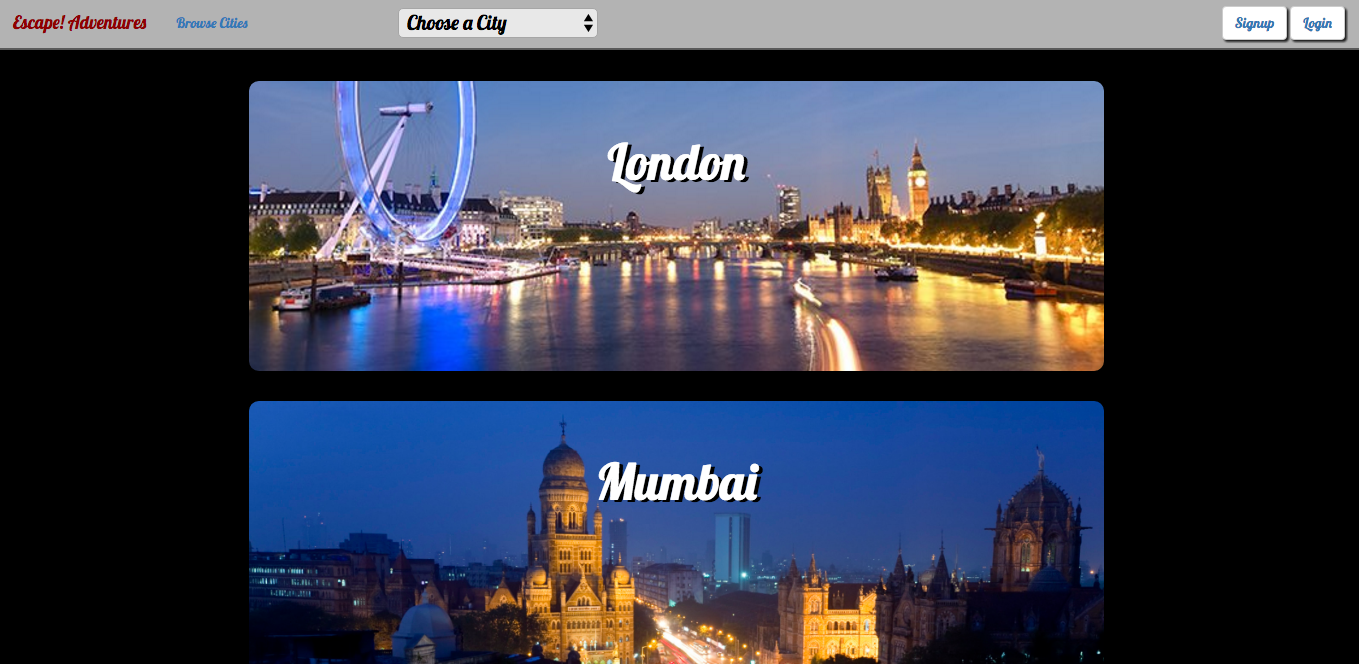 Escape! Adventures
Browse Cities
Choose a City
Signup
Login
London
Mumbai